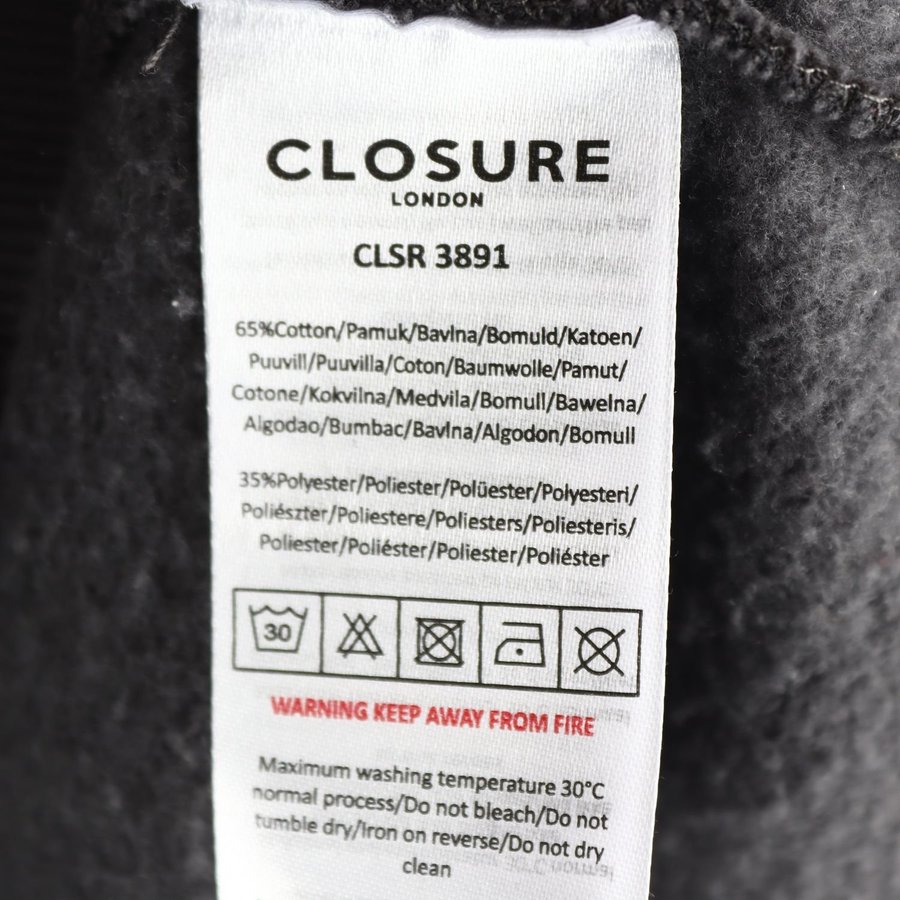 CLOSURE
LONDON
CLSR 3891
65%Cotton/Pamuk/Bavlna/Bomuld/Katoen/
Puuvill/Puuvilla/Coton/Baumwolle/Pamut/
Cotone/Kokvilna/Medvila/Bomull/Bawelna/
Algodao/Bumbac/Bavlna/Algodon/Bomull
35%Polyester/Poliester/Polüester/Polyesteri/
Poliészter/Poliestere/Poliesters/Poliesteris/
Poliester/Poliéster/Poliester/Poliéster
30
WARNING KEEP AWAY FROM FIRE
Maximum washing temperature 30°C
normal process/Do not bleach/Do not
tumble dry/Iron on reverse/Do not dry
clean